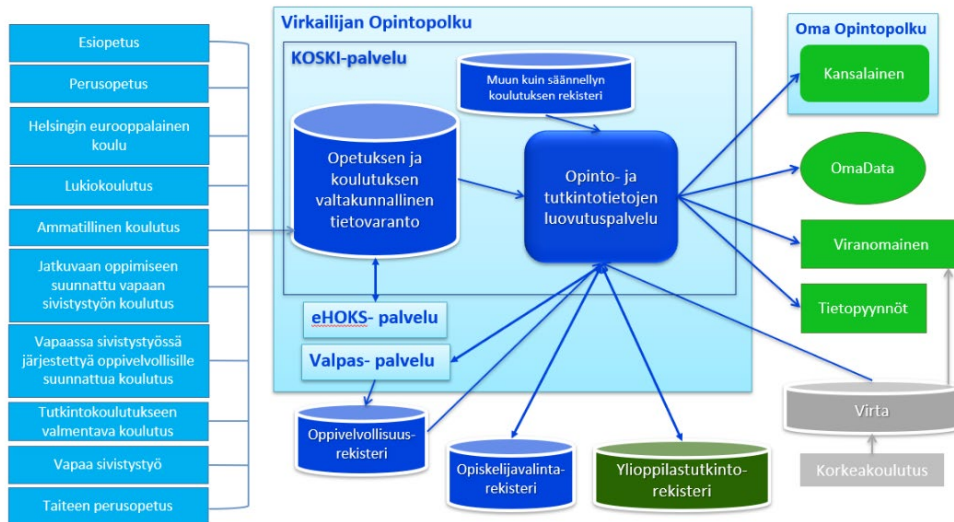 Esiopetus
Perusopetus
Helsingin eurooppalainen
koulu
Lukiokoulutus
Ammatillinen koulutus
Jatkuvaan oppimiseen
suunnattu vapaan
sivistystyön koulutus
Vapaassa sivistystyössä
järjestettyä oppivelvollisille
suunnattua koulutus
Tutkintokoulutukseen
valmentava koulutus
Vapaa sivistystyö
Taiteen perusopetus
Virkailijan Opintopolku
KOSKI-palvelu
Muun kuin säännellyn
koulutuksen rekisteri
Opetuksen ja
koulutuksen
valtakunnallinen
tietovaranto
Opinto- ja
tutkintotietojen
luovutuspalvelu
eHOKS- palvelu
Valpas- palvelu
Oppivelvollisuus-
rekisteri
Opiskelijavalinta-
rekisteri
Ylioppilastutkinto-
rekisteri
Oma Opintopolku
Kansalainen
OmaData
Viranomainen
Tietopyynnöt
Virta
Korkeakoulutus